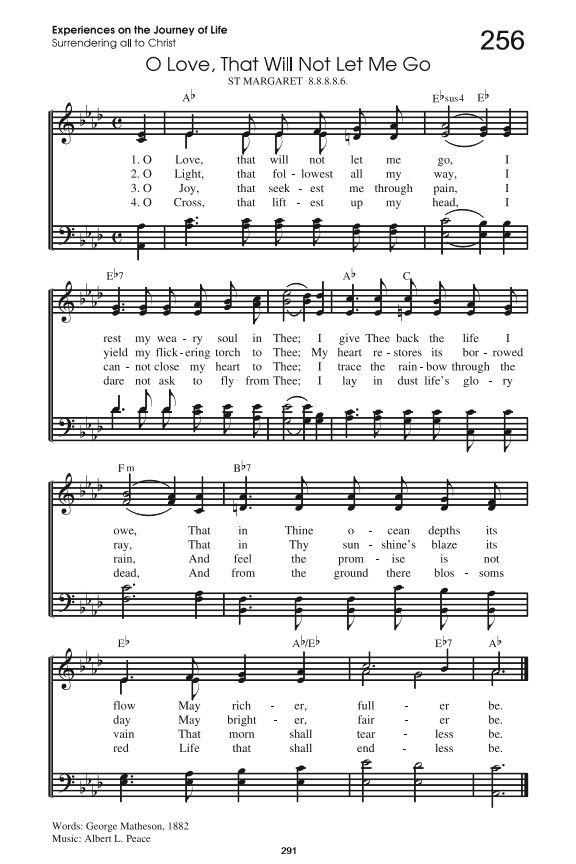 Experiences on the Journey of Life
Surrendering all to Christ
256
O Love, That Will Not Let Me Go
ST MARGARET 8.8.8.8.6.
A♭ E♭sus4 E♭
1. O Love, that will not let me go, I
2. O Light, that fol - lowest all my way, I
3. O Joy, that seek - est me through pain, I
4. O Cross, that lift - est up my head, I
E♭7 A♭ C
rest my wea - ry soul in Thee; I give Thee back the life I
yield my flick - ering torch to Thee; My heart re - stores its bor - rowed
can - not close my heart to Thee; I trace the rain - bow through the
dare not ask to fly from Thee; I lay in dust life's glo - ry
Fm B♭7
owe, That in Thine o - cean depths its
ray, That in Thy sun - shine's blaze its
rain, And feel the prom - ise is not
dead, And from the ground there blos - soms
E♭ A♭/E♭ E♭7 A♭
flow May rich - er, full - er be.
day May bright - er, fair - er be.
vain That morn shall tear - less be.
red Life that shall end - less be.
Words: George Matheson, 1882
Music: Albert L. Peace
291